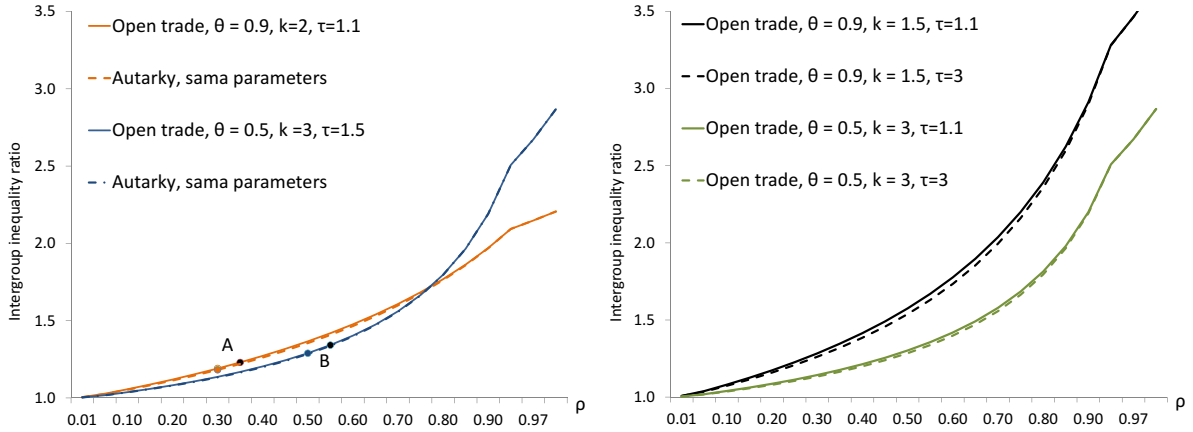 3.5
3.0
2.5
2.0
1.5
1.0
Intergroup inequality ratio
Open trade, θ = 0.9, k=2, τ=1.1
Autarky, sama parameters
Open trade, θ = 0.5, k =3, τ=1.5
Autarky, sama parameters
A
B
0.01 0.10 0.20 0.30 0.40 0.50 0.60 0.70 0.80 0.90 0.97 ρ
3.5
3.0
2.5
2.0
1.5
1.0
Intergroup inequality ratio
Open trade, θ = 0.9, k = 1.5, τ=1.1
Open trade, θ = 0.9, k = 1.5, τ=3
Open trade, θ = 0.5, k = 3, τ=1.1
Open trade, θ = 0.5, k = 3, τ=3
0.01 0.10 0.20 0.30 0.40 0.50 0.60 0.70 0.80 0.90 0.97 ρ